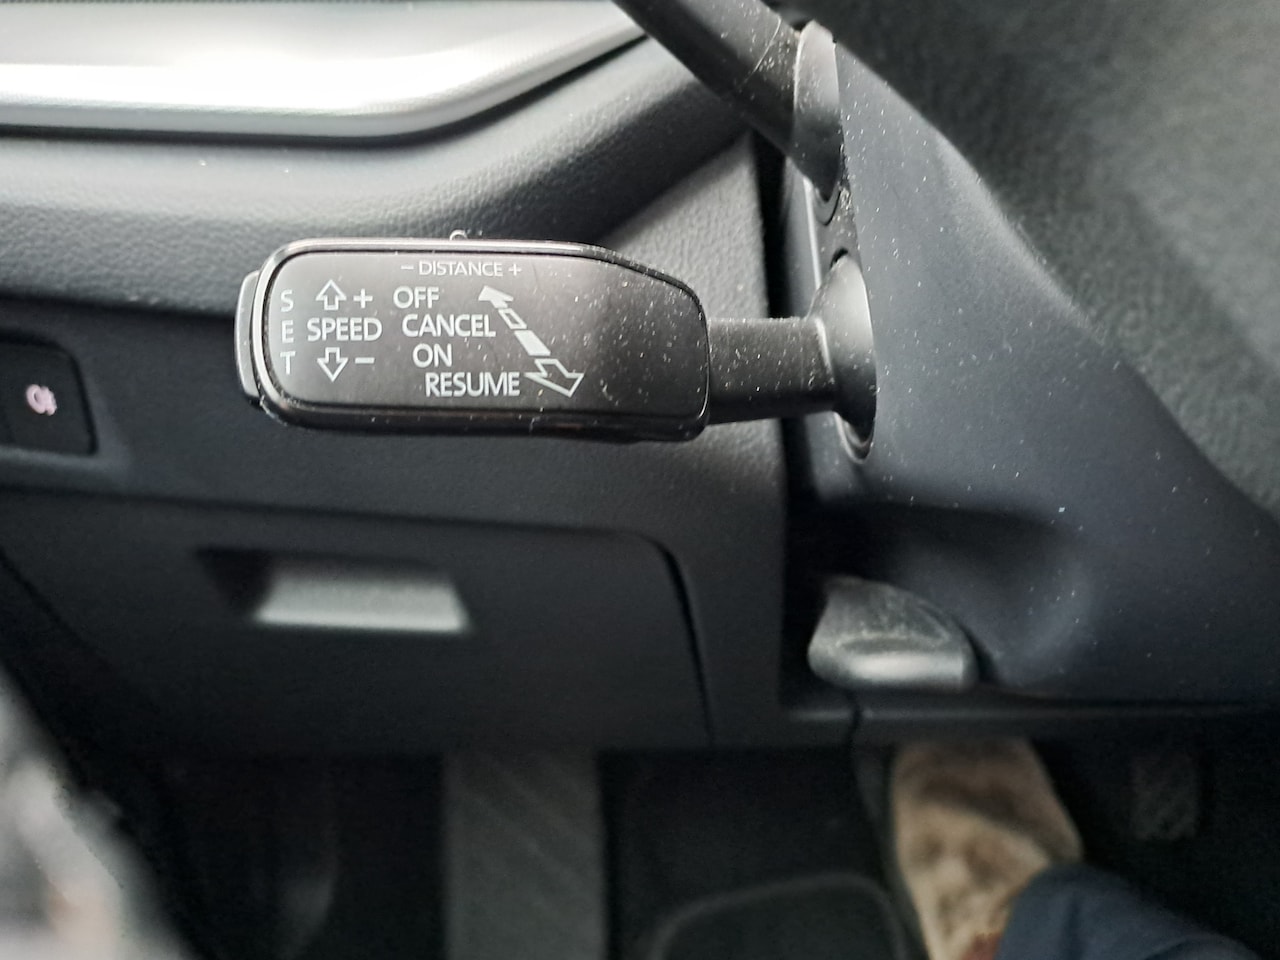 - DISTANCE +
S + OFF
E SPEED CANCEL
T - ON
RESUME